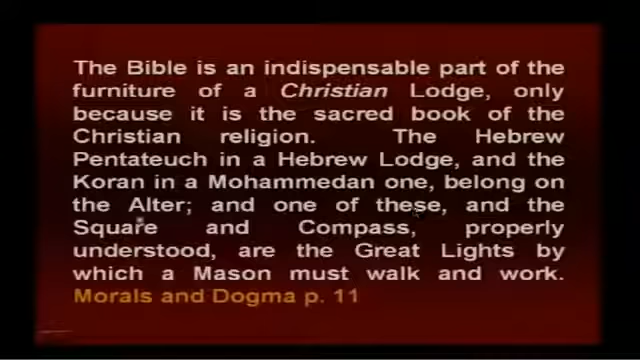 The Bible is an indispensable part of the
furniture of a Christian Lodge, only
because it is the sacred book of the
Christian religion. The Hebrew
Pentateuch in a Hebrew Lodge, and the
Koran in a Mohammedan one, belong on
the Alter; and one of these, and the
Square and Compass, properly
understood, are the Great Lights by
which a Mason must walk and work.
Morals and Dogma p. 11